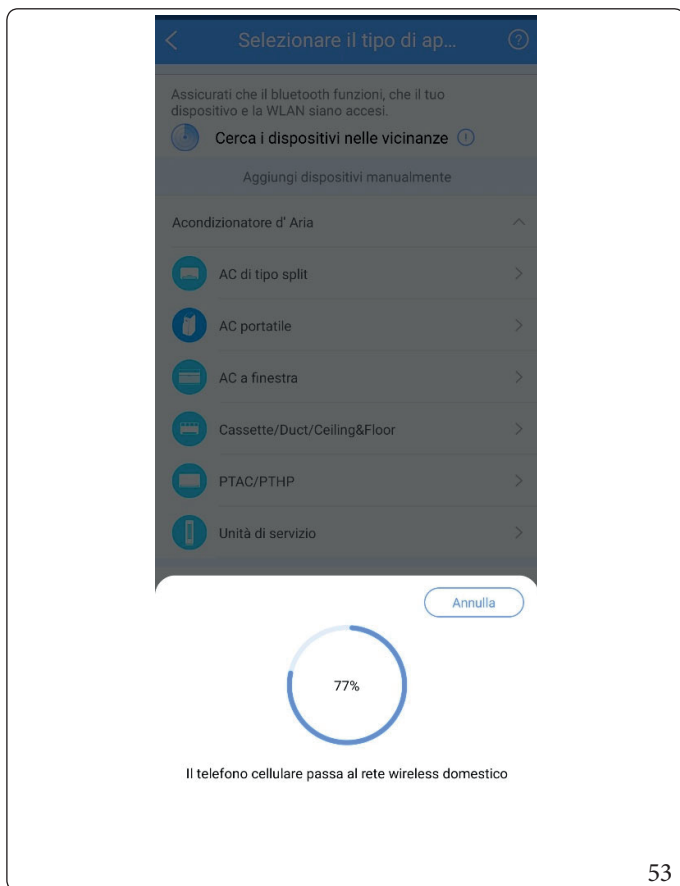 Selezionare il tipo di ap...
Assicurati che il bluetooth funzioni, che il tuo
dispositivo e la WLAN siano accesi.
Cerca i dispositivi nelle vicinanze
Aggiungi dispositivi manualmente
Acondizionatore d' Aria
AC di tipo split
AC portatile
AC a finestra
Cassette/Duct/Ceiling&Floor
PTAC/PTHP
Unità di servizio
Annulla
77%
Il telefono cellulare passa al rete wireless domestico
53